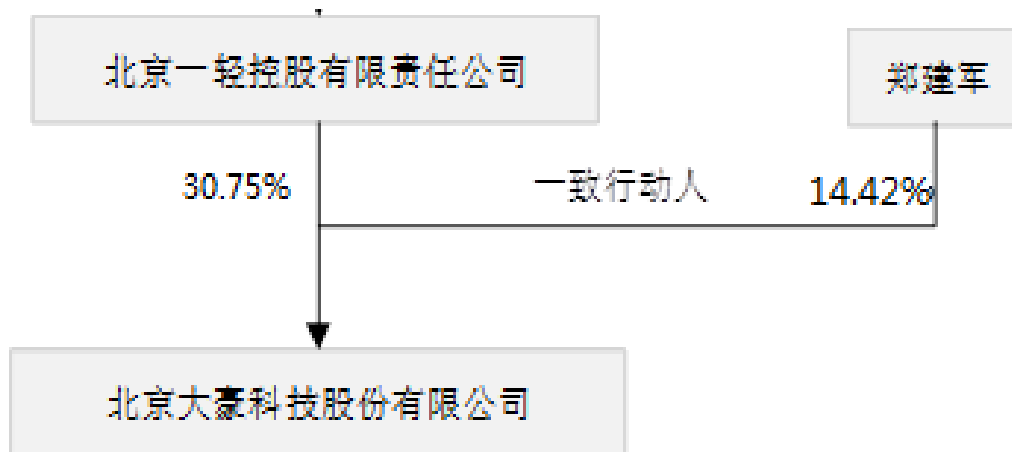 北京一轻控股有限责任公司
郑建军
30.75%
一致行动人
14.42%
北京大豪科技股份有限公司